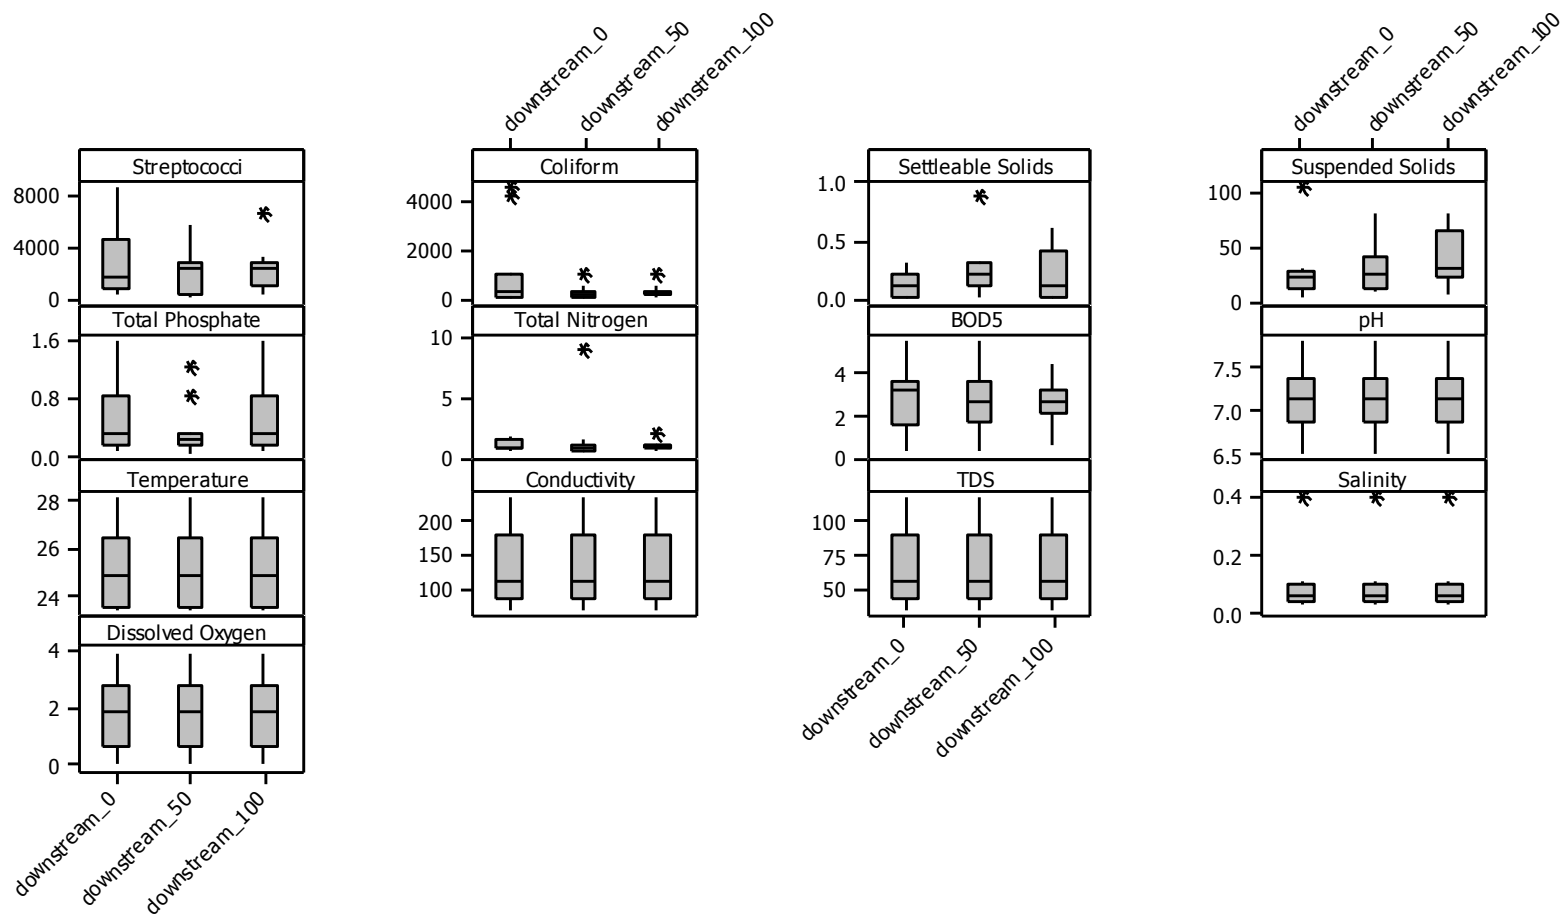 downstream_0
downstream_50
downstream_100
downstream_0
downstream_50
downstream_100
Streptococci
8000
4000
0
Coliform
4000
2000
0
Settleable Solids
1.0
0.5
0.0
Suspended Solids
100
50
0
Total Phosphate
1.6
0.8
0.0
Total Nitrogen
10
5
0
BOD5
4
2
0
pH
7.5
7.0
6.5
Temperature
28
26
24
Conductivity
200
150
100
TDS
100
75
50
Salinity
0.4
0.2
0.0
Dissolved Oxygen
4
2
0
downstream_0
downstream_50
downstream_100
downstream_0
downstream_50
downstream_100